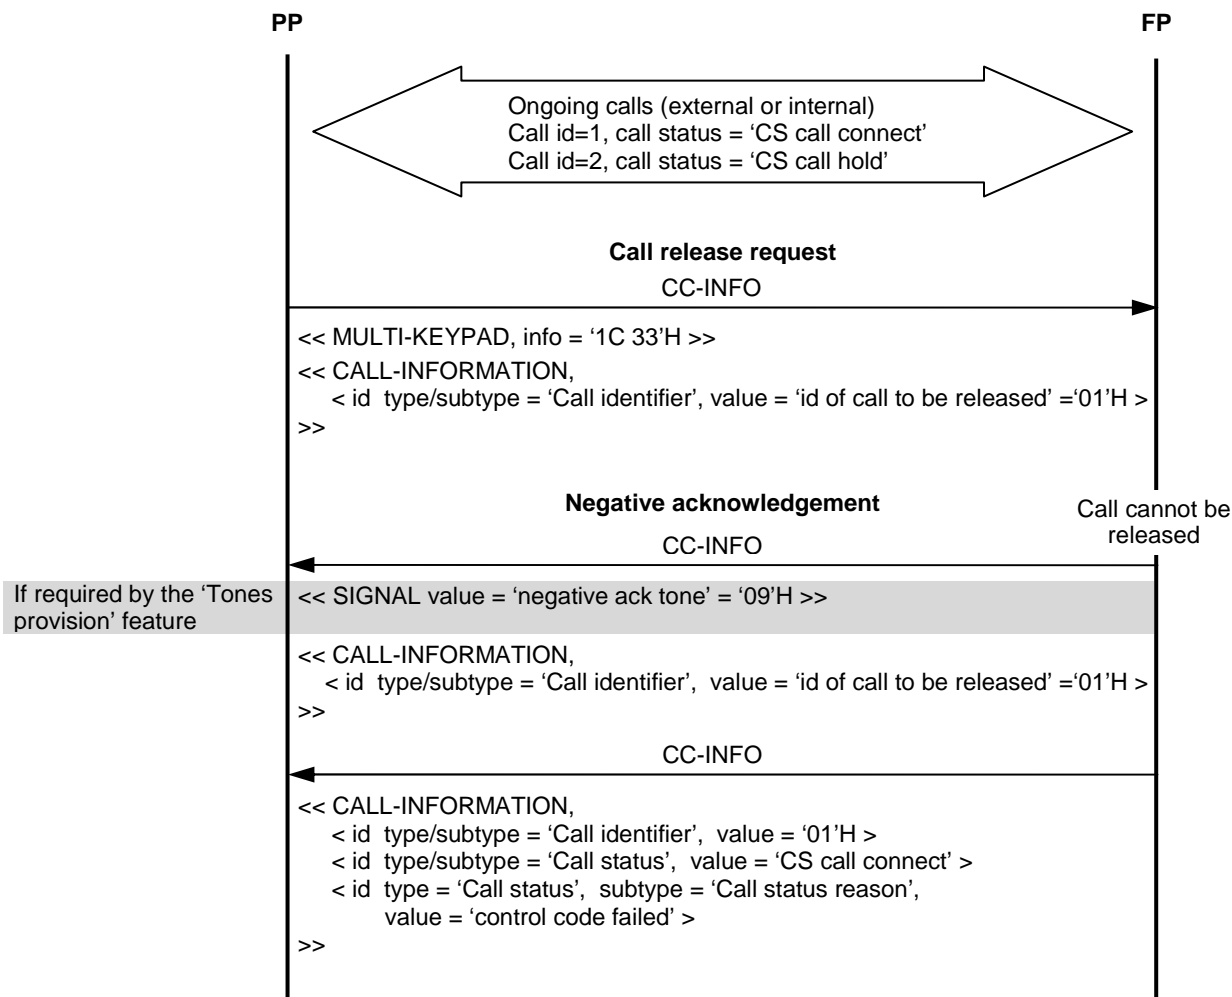 PP
FP
Ongoing calls (external or internal)
Call id=1, call status = ‘CS call connect’
Call id=2, call status = ‘CS call hold’
Call release request
CC-INFO
<< MULTI-KEYPAD, info = ‘1C 33’H >>
<< CALL-INFORMATION,
< id type/subtype = ‘Call identifier’, value = ‘id of call to be released’ =‘01’H >
>>
Negative acknowledgement
Call cannot be
released
CC-INFO
If required by the ‘Tones
provision’ feature
<< SIGNAL value = ‘negative ack tone’ = ‘09’H >>
<< CALL-INFORMATION,
< id type/subtype = ‘Call identifier’, value = ‘id of call to be released’ =‘01’H >
>>
CC-INFO
<< CALL-INFORMATION,
< id type/subtype = ‘Call identifier’, value = ‘01’H >
< id type/subtype = ‘Call status’, value = ‘CS call connect’ >
< id type = ‘Call status’, subtype = ‘Call status reason’,
value = ‘control code failed’ >
>>